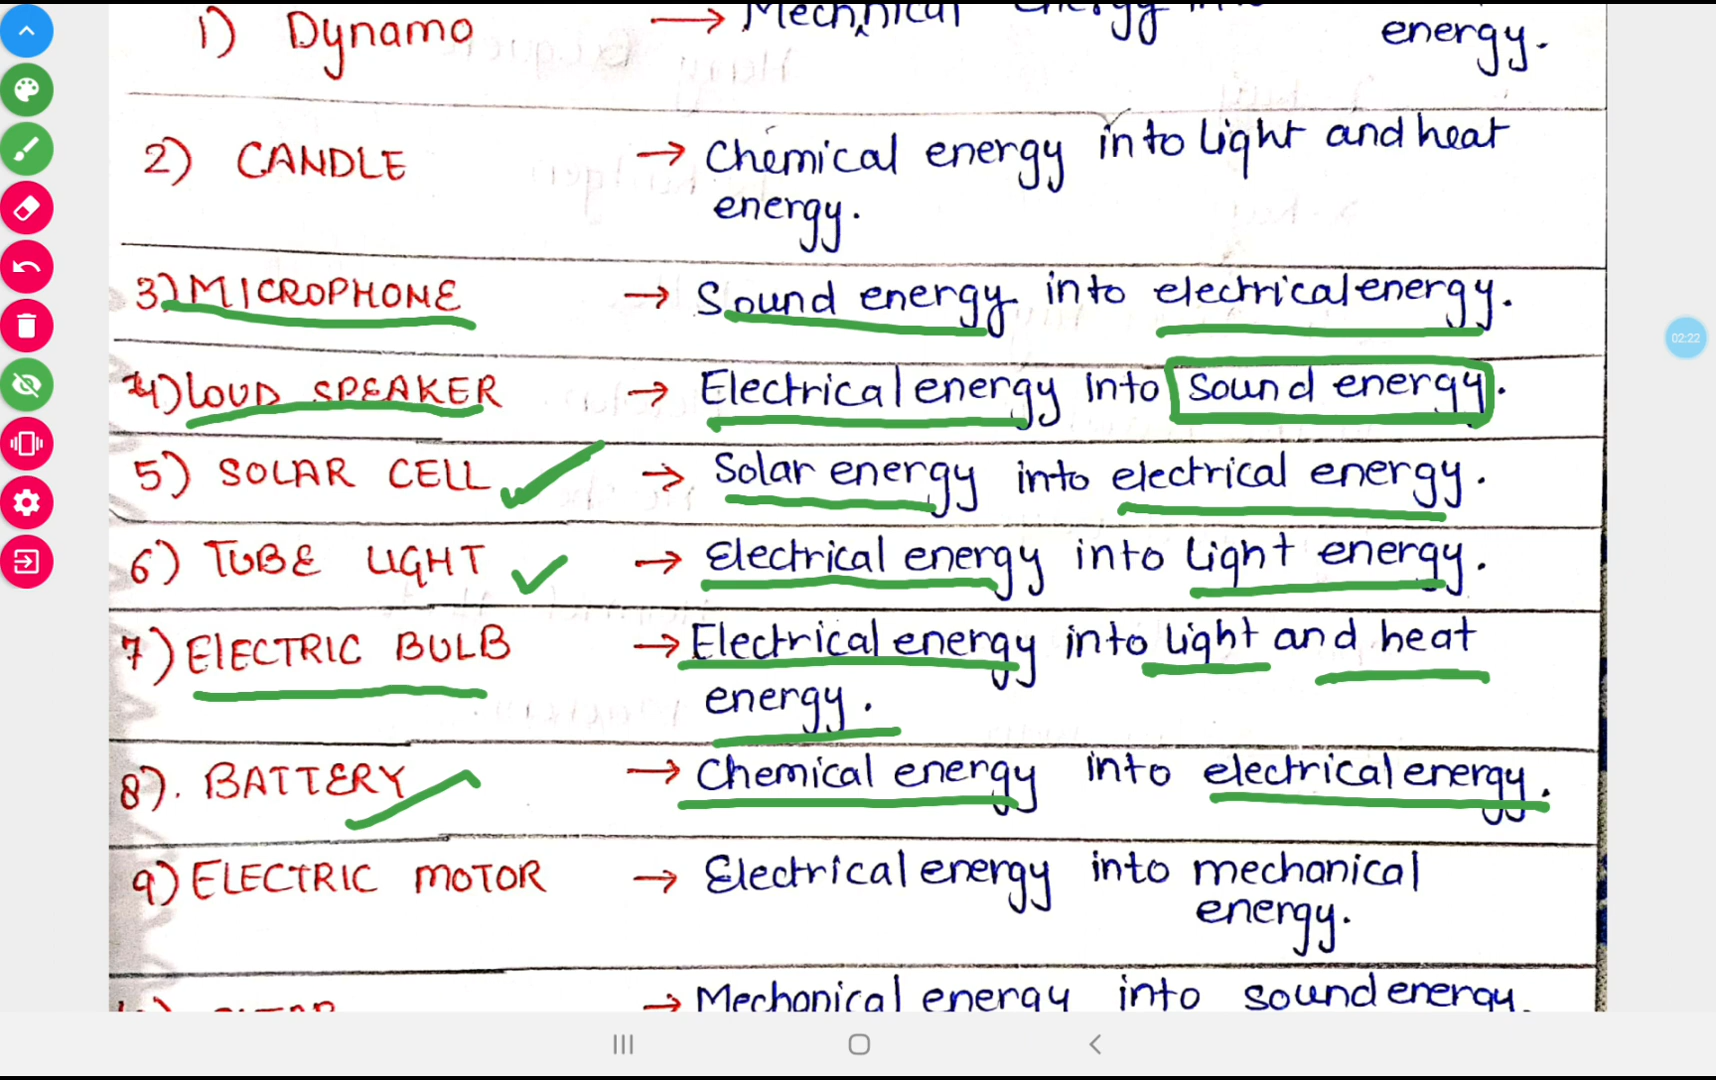 1) Dynamo → Mechnical energy into
energy.
2) CANDLE → Chemical energy into light and heat
energy.
3) MICROPHONE → Sound energy into electrical energy.
4) LOUD SPEAKER → Electrical energy into sound energy.
5) SOLAR CELL → Solar energy into electrical energy.
6) TUBE LIGHT → Electrical energy into light energy.
7) ELECTRIC BULB → Electrical energy into light and heat
energy.
8). BATTERY → Chemical energy into electrical energy.
9) ELECTRIC MOTOR → Electrical energy into mechanical
energy.
→ Mechanical energy into sound energy.
02:22